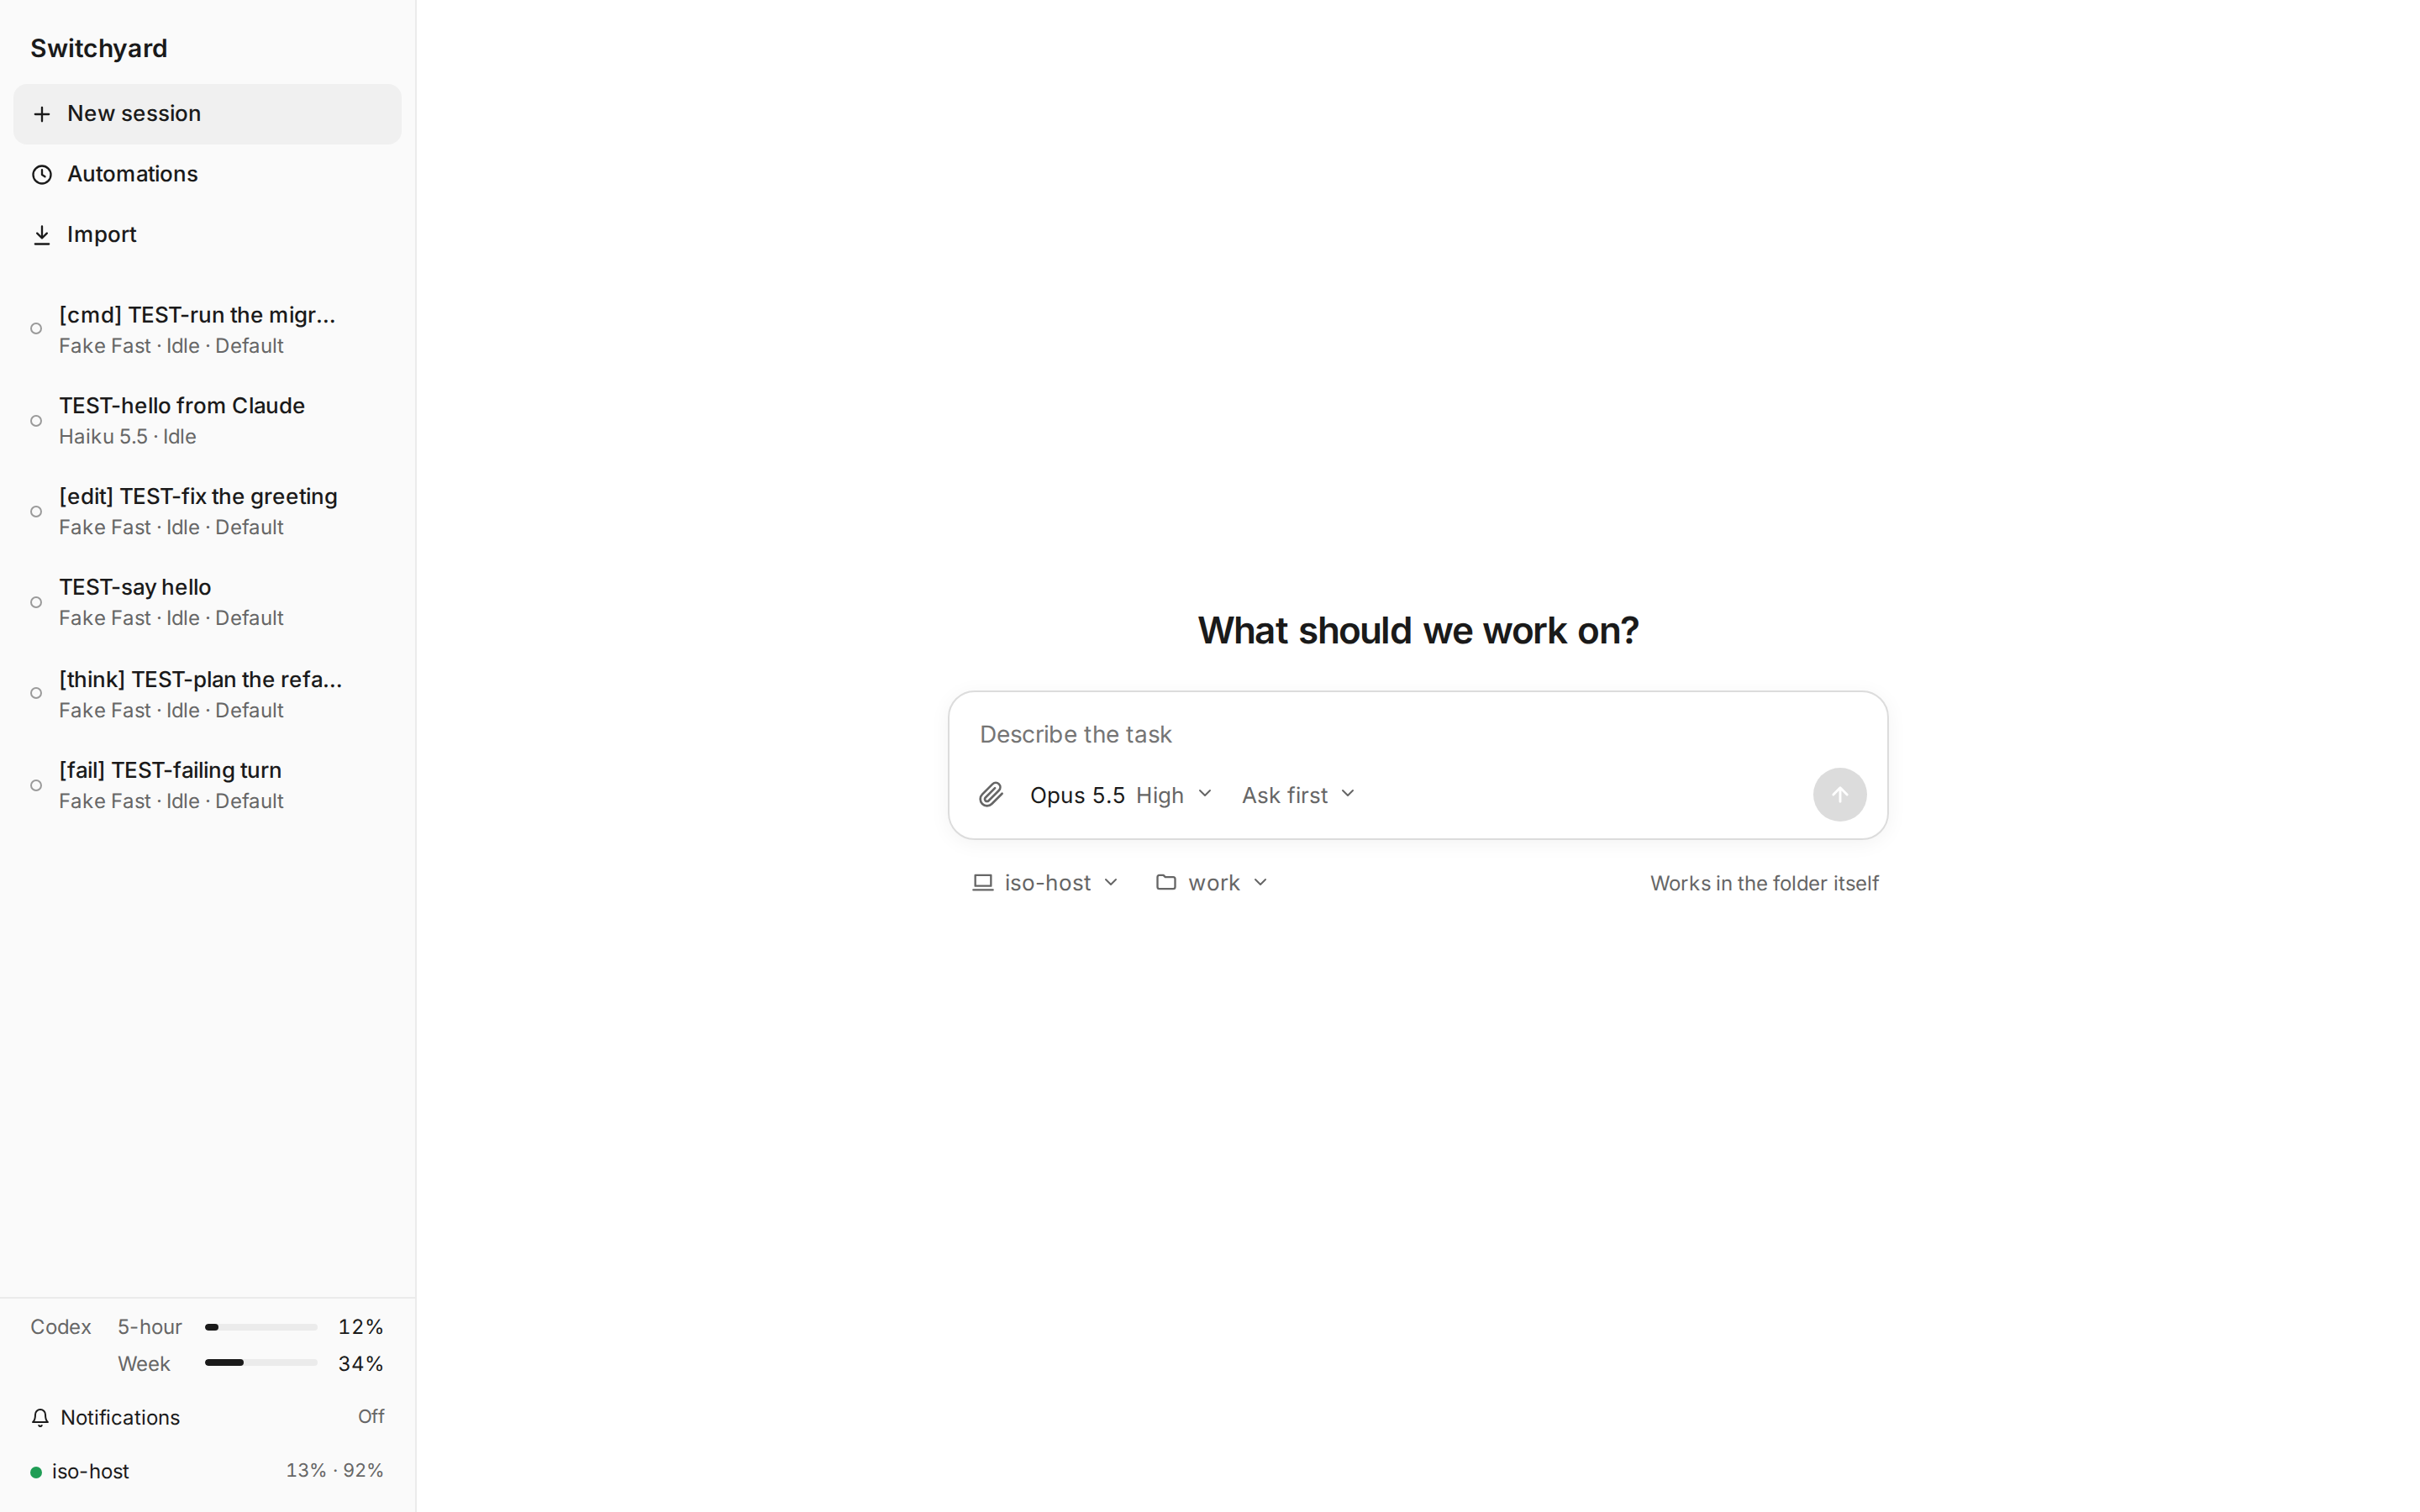 Switchyard
New session
Automations
Import
[cmd] TEST-run the migr...
Fake Fast · Idle · Default
TEST-hello from Claude
Haiku 5.5 · Idle
[edit] TEST-fix the greeting
Fake Fast · Idle · Default
TEST-say hello
Fake Fast · Idle · Default
[think] TEST-plan the refa...
Fake Fast · Idle · Default
[fail] TEST-failing turn
Fake Fast · Idle · Default
Codex 5-hour 12%
Week 34%
Notifications Off
iso-host 13% · 92%
What should we work on?
Describe the task
Opus 5.5 High Ask first
iso-host work Works in the folder itself